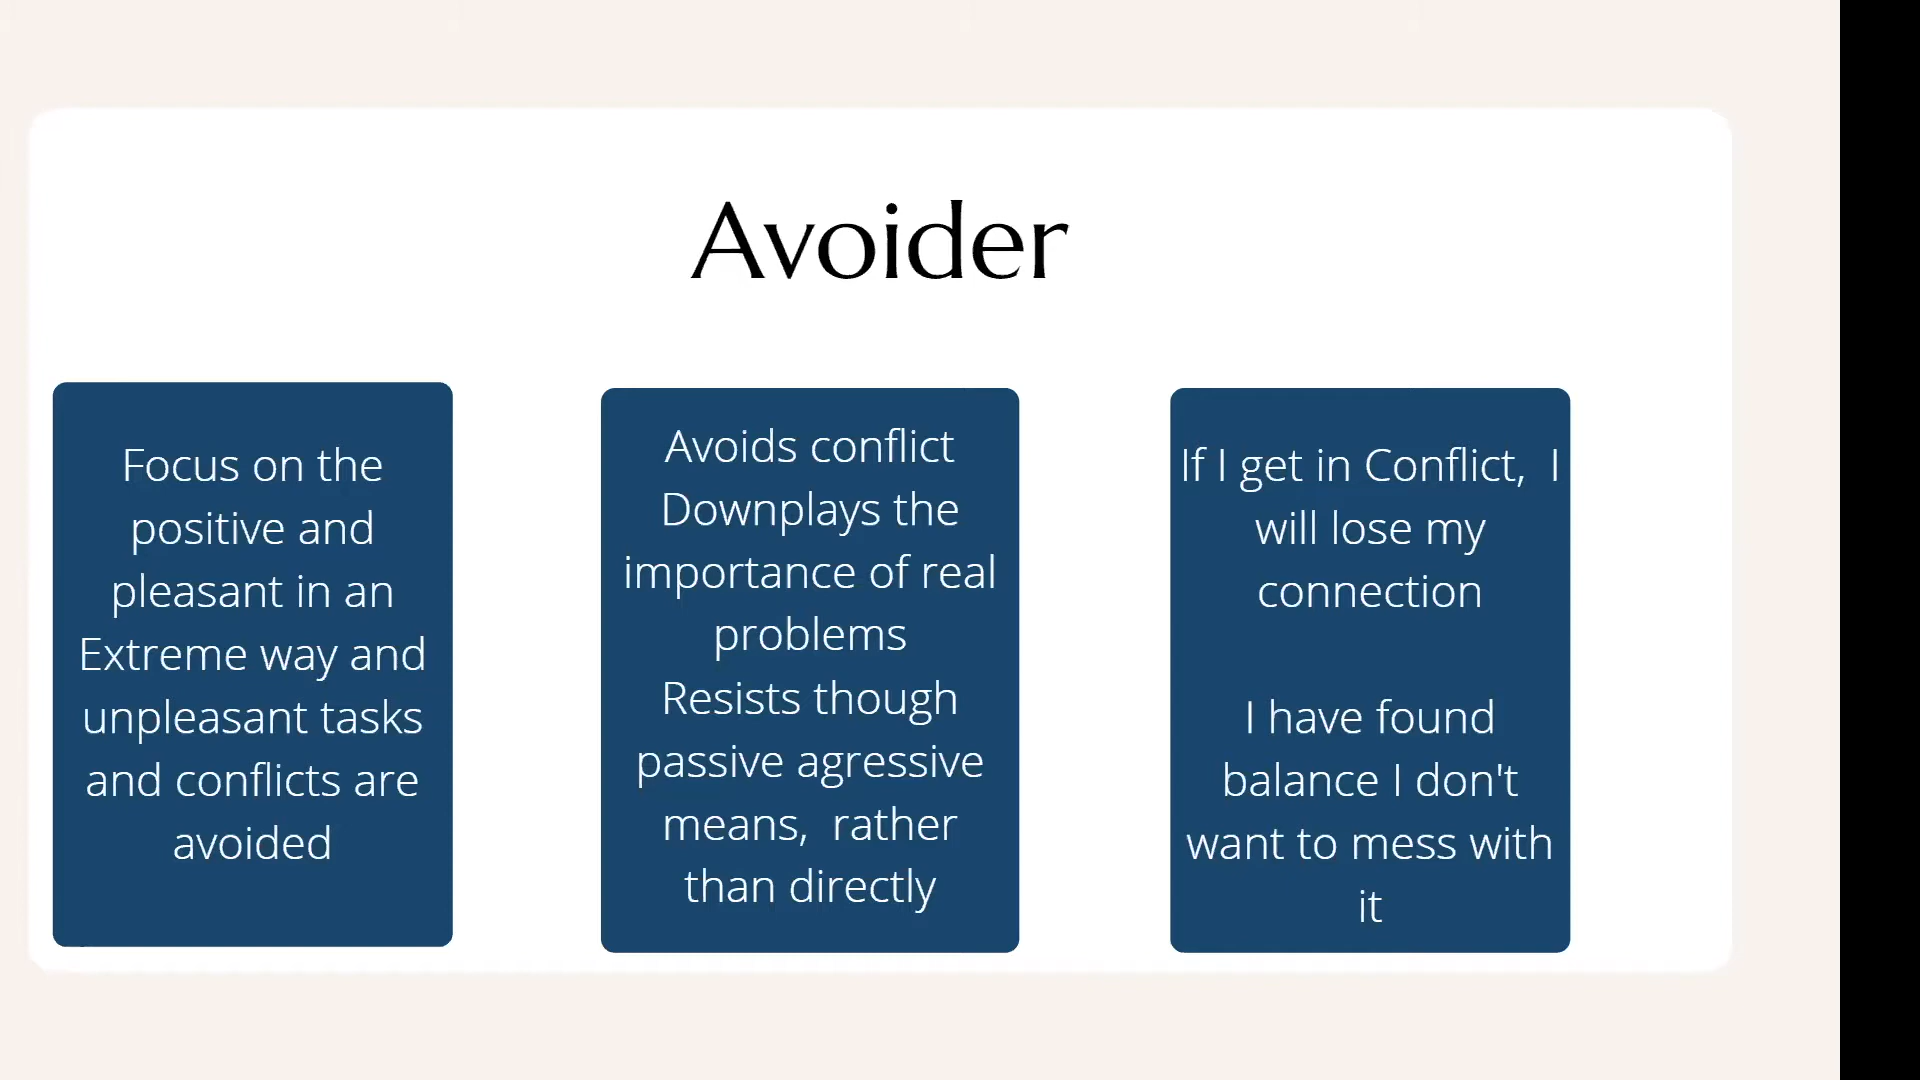 Avoider
Focus on the
positive and
pleasant in an
Extreme way and
unpleasant tasks
and conflicts are
avoided
Avoids conflict
Downplays the
importance of real
problems
Resists though
passive agressive
means,  rather
than directly
If I get in Conflict,  I
will lose my
connection
I have found
balance I don't
want to mess with
it